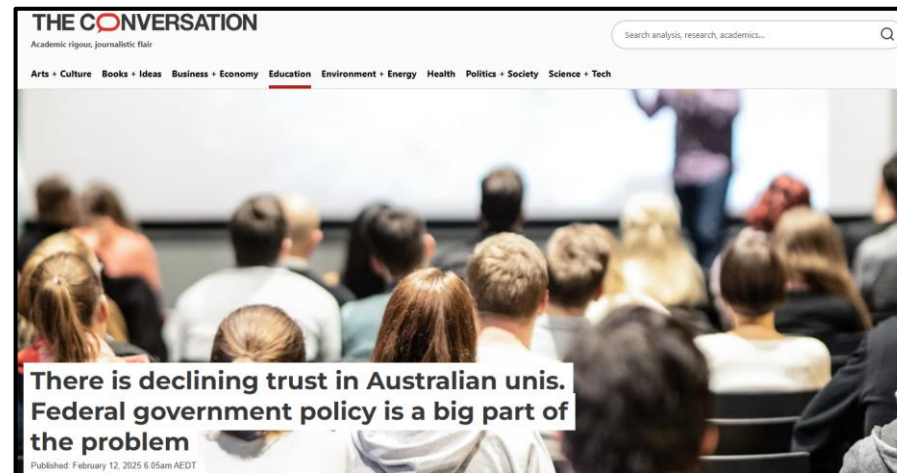 THE CONVERSATION
Academic rigour, journalistic flair
Search analysis, research, academics...
Arts + Culture Books + Ideas Business + Economy Education Environment + Energy Health Politics + Society Science + Tech
There is declining trust in Australian unis.
Federal government policy is a big part of
the problem
Published: February 12, 2025 6.05am AEDT